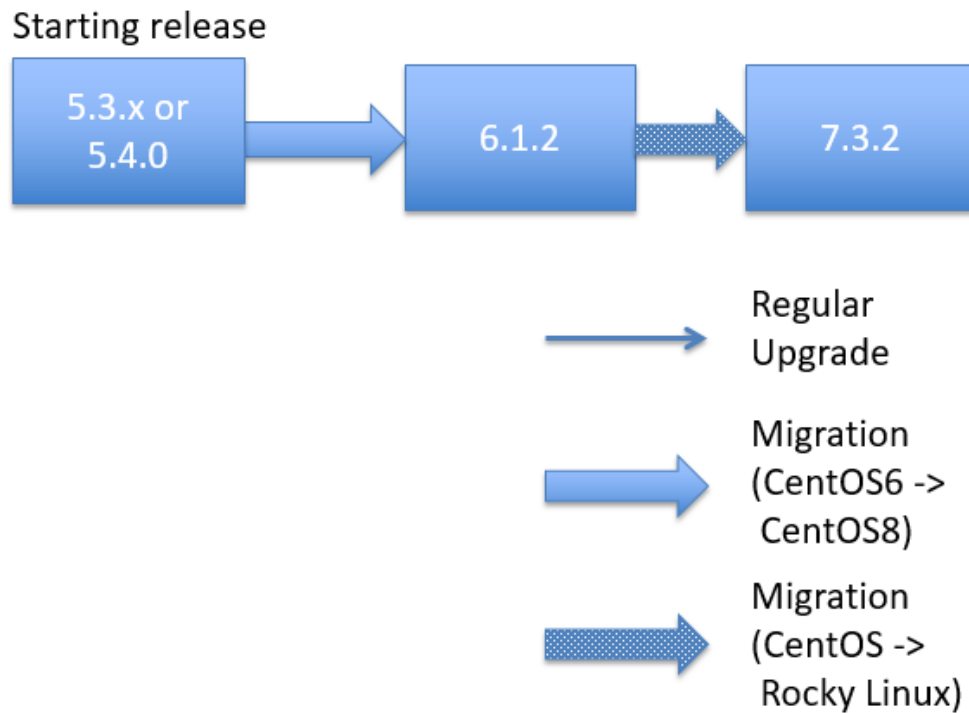 Starting release
5.3.x or
5.4.0
6.1.2
7.3.2
Regular
Upgrade
Migration
(CentOS6 ->
CentOS8)
Migration
(CentOS ->
Rocky Linux)